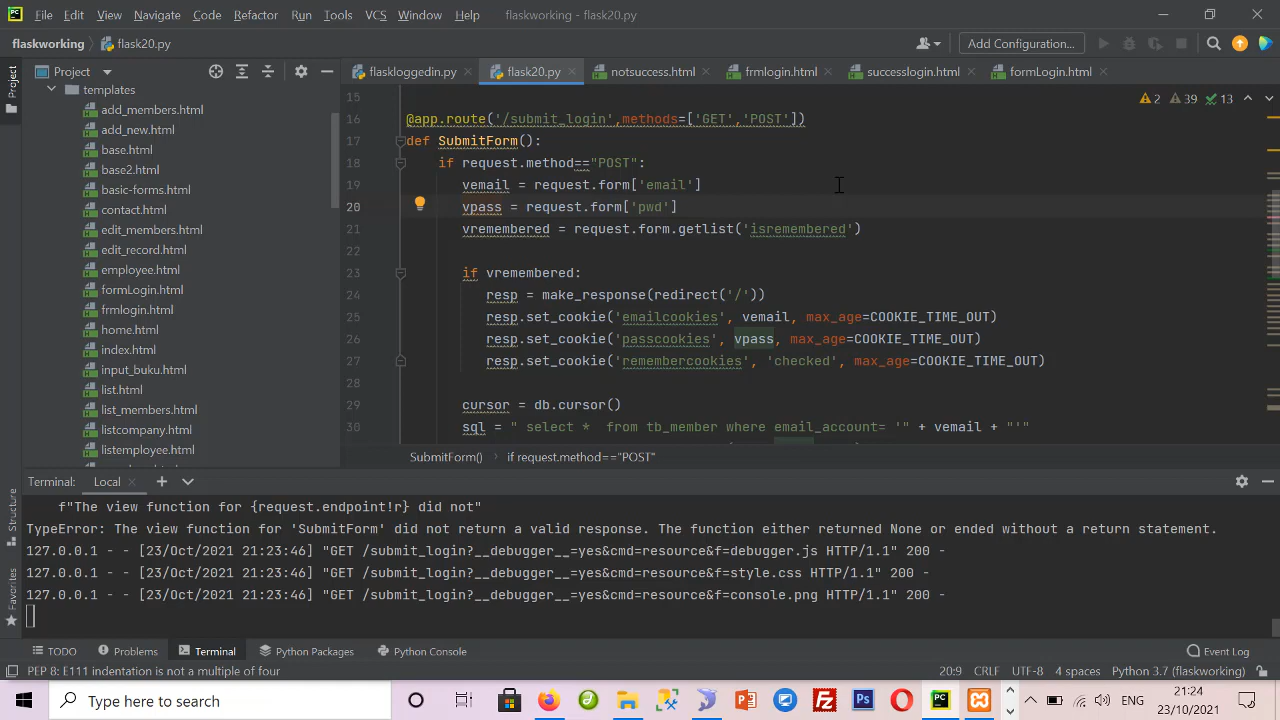 File Edit View Navigate Code Refactor Run Tools VCS Window Help flaskworking - flask20.py
flaskworking flask20.py Add Configuration...
Project Project flaskloggedin.py flask20.py notsuccess.html frmlogin.html successlogin.html formLogin.html
templates
add_members.html
add_new.html
base.html
base2.html
basic-forms.html
contact.html
edit_members.html
edit_record.html
employee.html
formLogin.html
frmlogin.html
home.html
index.html
input_buku.html
list.html
list_members.html
listcompany.html
listemployee.html
2 39 13
15
16 @app.route('/submit_login',methods=['GET','POST'])
17 def SubmitForm():
18 if request.method=="POST":
19 vemail = request.form['email']
20 vpass = request.form['pwd']
21 vremembered = request.form.getlist('isremembered')
22
23 if vremembered:
24 resp = make_response(redirect('/'))
25 resp.set_cookie('emailcookies', vemail, max_age=COOKIE_TIME_OUT)
26 resp.set_cookie('passcookies', vpass, max_age=COOKIE_TIME_OUT)
27 resp.set_cookie('remembercookies', 'checked', max_age=COOKIE_TIME_OUT)
28
29 cursor = db.cursor()
30 sql = " select * from tb_member where email_account= '" + vemail + "'"
SubmitForm() if request.method=="POST"
Structure
Favorites
Terminal: Local
f"The view function for {request.endpoint!r} did not"
TypeError: The view function for 'SubmitForm' did not return a valid response. The function either returned None or ended without a return statement.
127.0.0.1 - - [23/Oct/2021 21:23:46] "GET /submit_login?__debugger__=yes&cmd=resource&f=debugger.js HTTP/1.1" 200 -
127.0.0.1 - - [23/Oct/2021 21:23:46] "GET /submit_login?__debugger__=yes&cmd=resource&f=style.css HTTP/1.1" 200 -
127.0.0.1 - - [23/Oct/2021 21:23:46] "GET /submit_login?__debugger__=yes&cmd=resource&f=console.png HTTP/1.1" 200 -
TODO Problems Terminal Python Packages Python Console Event Log
PEP 8: E111 indentation is not a multiple of four 20:9 CRLF UTF-8 4 spaces Python 3.7 (flaskworking)
Type here to search ENG 21:24
23/10/2021